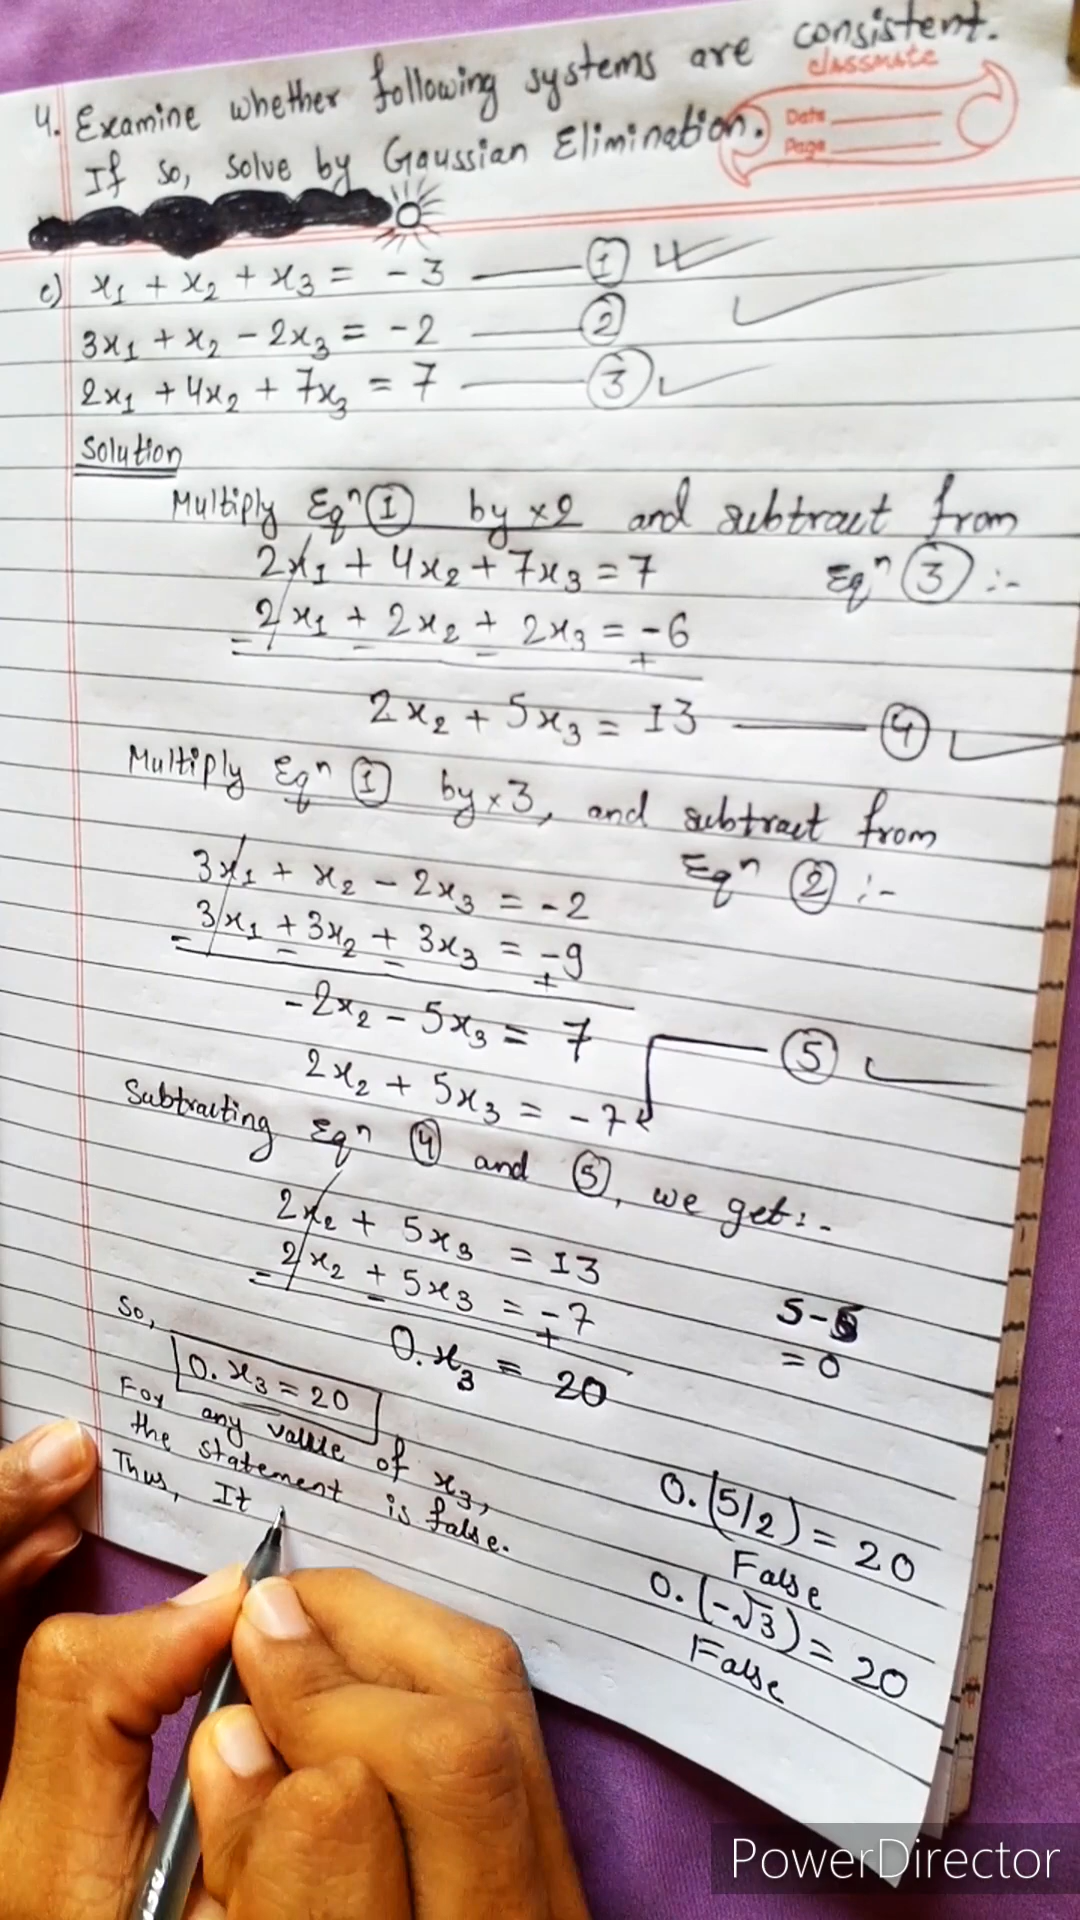 4. Examine whether following systems are consistent.
If so, solve by Gaussian Elimination.
classmate
Date
Page
c) x₁ + x₂ + x₃ = -3 ——— ①
3x₁ + x₂ - 2x₃ = -2 ——— ②
2x₁ + 4x₂ + 7x₃ = 7 ——— ③
Solution
Multiply Eqⁿ ① by ×2 and subtract from
Eqⁿ ③ :-
2x₁ + 4x₂ + 7x₃ = 7
2x₁ + 2x₂ + 2x₃ = -6
- - - +
2x₂ + 5x₃ = 13 ——— ④
Multiply Eqⁿ ① by ×3, and subtract from
Eqⁿ ② :-
3x₁ + x₂ - 2x₃ = -2
3x₁ + 3x₂ + 3x₃ = -9
- - - +
-2x₂ - 5x₃ = 7
2x₂ + 5x₃ = -7 ——— ⑤
Subtracting Eqⁿ ④ and ⑤, we get:-
2x₂ + 5x₃ = 13
2x₂ + 5x₃ = -7
- - +
0.x₃ = 20
5-5
= 0
So,
0.x₃ = 20
For any value of x₃,
the statement is false.
Thus, It
0.(5/2) = 20
False
0.(-√3) = 20
False
PowerDirector